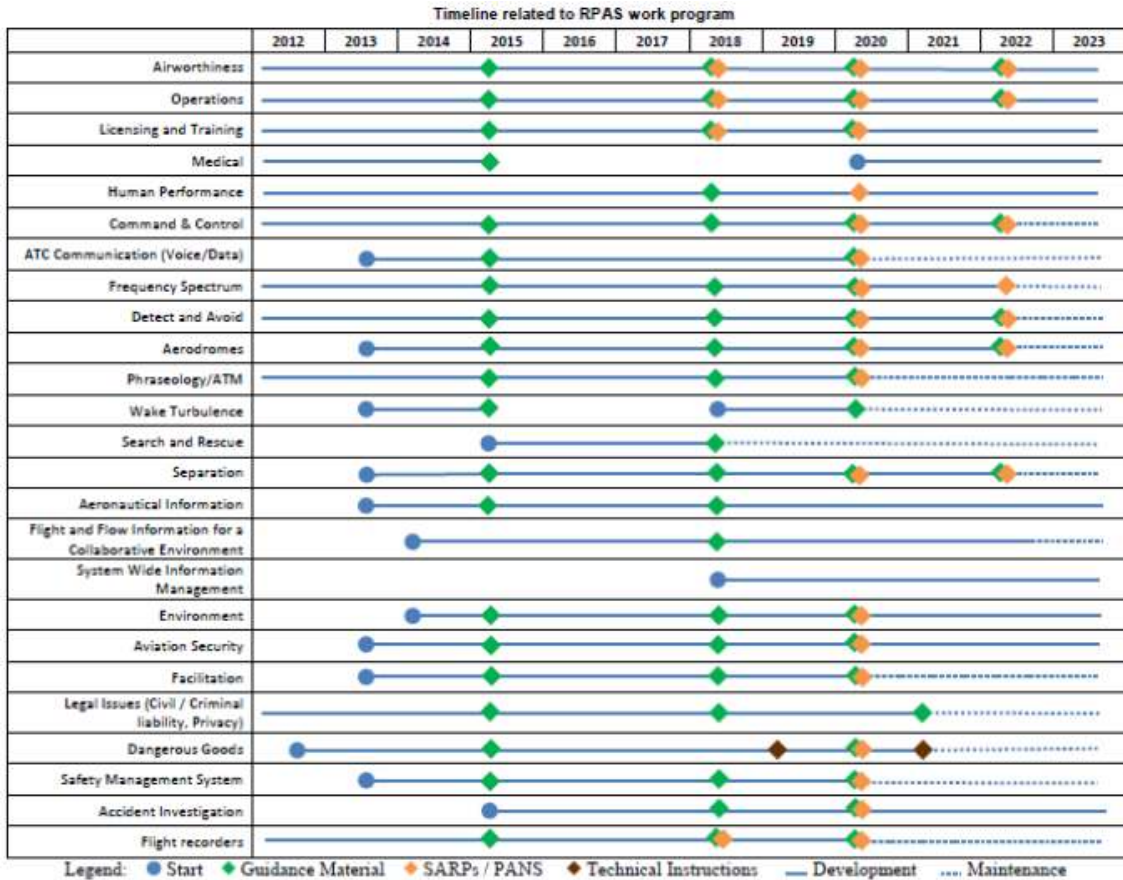 Timeline related to RPAS work program
2012 2013 2014 2015 2016 2017 2018 2019 2020 2021 2022 2023
Airworthiness
Operations
Licensing and Training
Medical
Human Performance
Command & Control
ATC Communication (Voice/Data)
Frequency Spectrum
Detect and Avoid
Aerodromes
Phraseology/ATM
Wake Turbulence
Search and Rescue
Separation
Aeronautical Information
Flight and Flow Information for a
Collaborative Environment
System Wide Information
Management
Environment
Aviation Security
Facilitation
Legal Issues (Civil / Criminal
liability, Privacy)
Dangerous Goods
Safety Management System
Accident Investigation
Flight recorders
Legend: Start Guidance Material SARPs / PANS Technical Instructions Development Maintenance